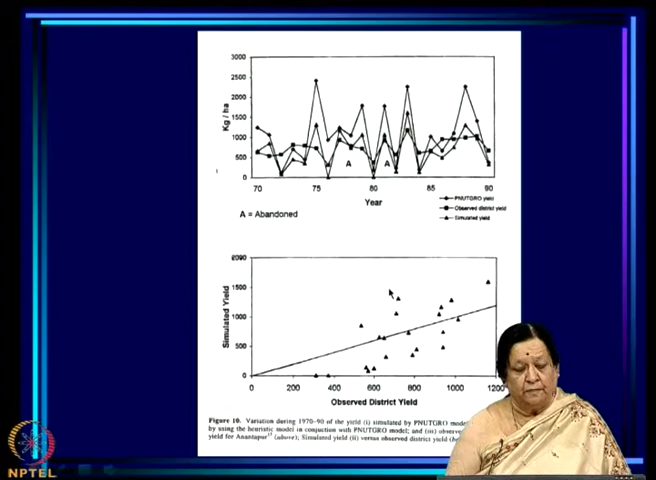 3000
2500
2000
1500
1000
500
0
Kg / ha
A
A
70
75
80
85
90
Year
A = Abandoned
PNUTGRO yield
Observed district yield
Simulated yield
2000
1500
1000
500
0
Simulated Yield
0
200
400
600
800
1000
1200
Observed District Yield
Figure 10. Variation during 1970-90 of the yield (i) simulated by PNUTGRO
by using the heuristic model in conjuction with PNUTGRO model; and (iii)
yield for Anantapur (above); Simulated yield (ii) versus observed district yield
NPTEL